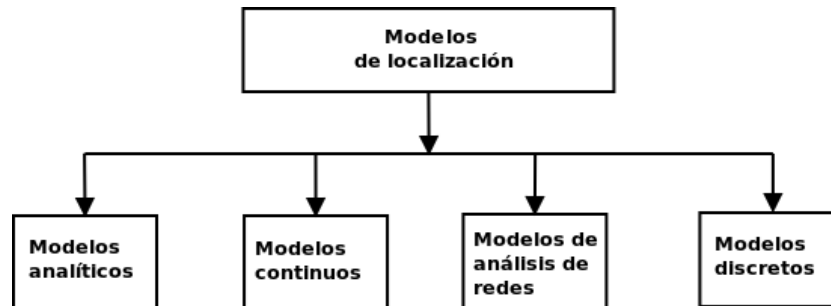 Modelos
de localización
Modelos
analíticos
Modelos
continuos
Modelos de
análisis de
redes
Modelos
discretos